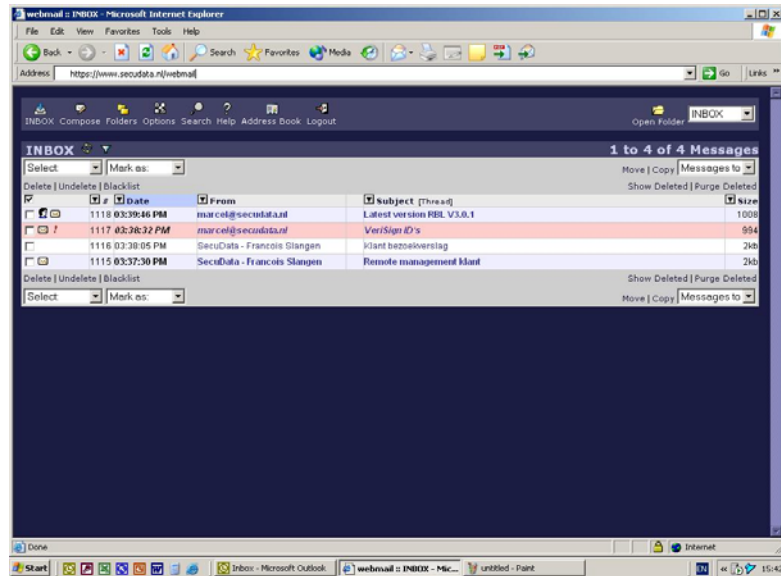 webmail :: INBOX - Microsoft Internet Explorer
File Edit View Favorites Tools Help
Back Search Favorites Media
Address https://www.secudata.nl/webmail Go Links »
INBOX Compose Folders Options Search Help Address Book Logout Open Folder INBOX
INBOX 1 to 4 of 4 Messages
Select Mark as: Move | Copy Messages to
Delete | Undelete | Blacklist Show Deleted | Purge Deleted
# Date From Subject [Thread] Size
1118 03:39:46 PM marcel@secudata.nl Latest version RBL V3.0.1 1008
! 1117 03:38:32 PM marcel@secudata.nl VeriSign ID's 994
1116 03:38:05 PM SecuData - Francois Slangen Klant bezoekverslag 2kb
1115 03:37:30 PM SecuData - Francois Slangen Remote management klant 2kb
Delete | Undelete | Blacklist Show Deleted | Purge Deleted
Select Mark as: Move | Copy Messages to
Done Internet
Start Inbox - Microsoft Outlook webmail :: INBOX - Mic... untitled - Paint EN «